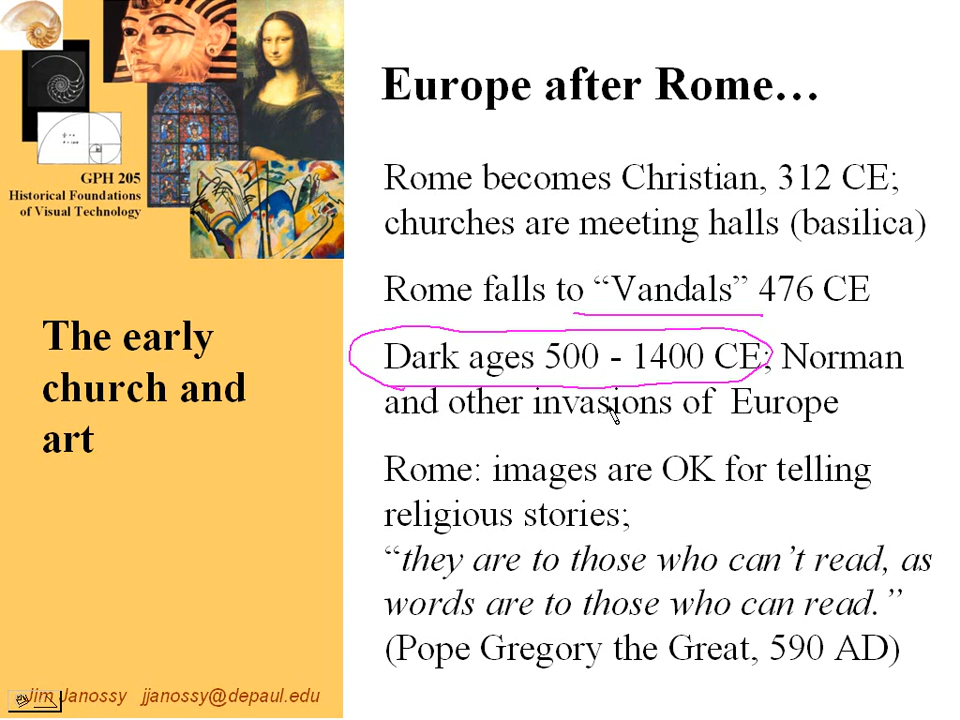 GPH 205
Historical Foundations
of Visual Technology
The early
church and
art
Europe after Rome…
Rome becomes Christian, 312 CE;
churches are meeting halls (basilica)
Rome falls to “Vandals” 476 CE
Dark ages 500 - 1400 CE; Norman
and other invasions of Europe
Rome: images are OK for telling
religious stories;
“they are to those who can’t read, as
words are to those who can read.”
(Pope Gregory the Great, 590 AD)
Jim Janossy jjanossy@depaul.edu